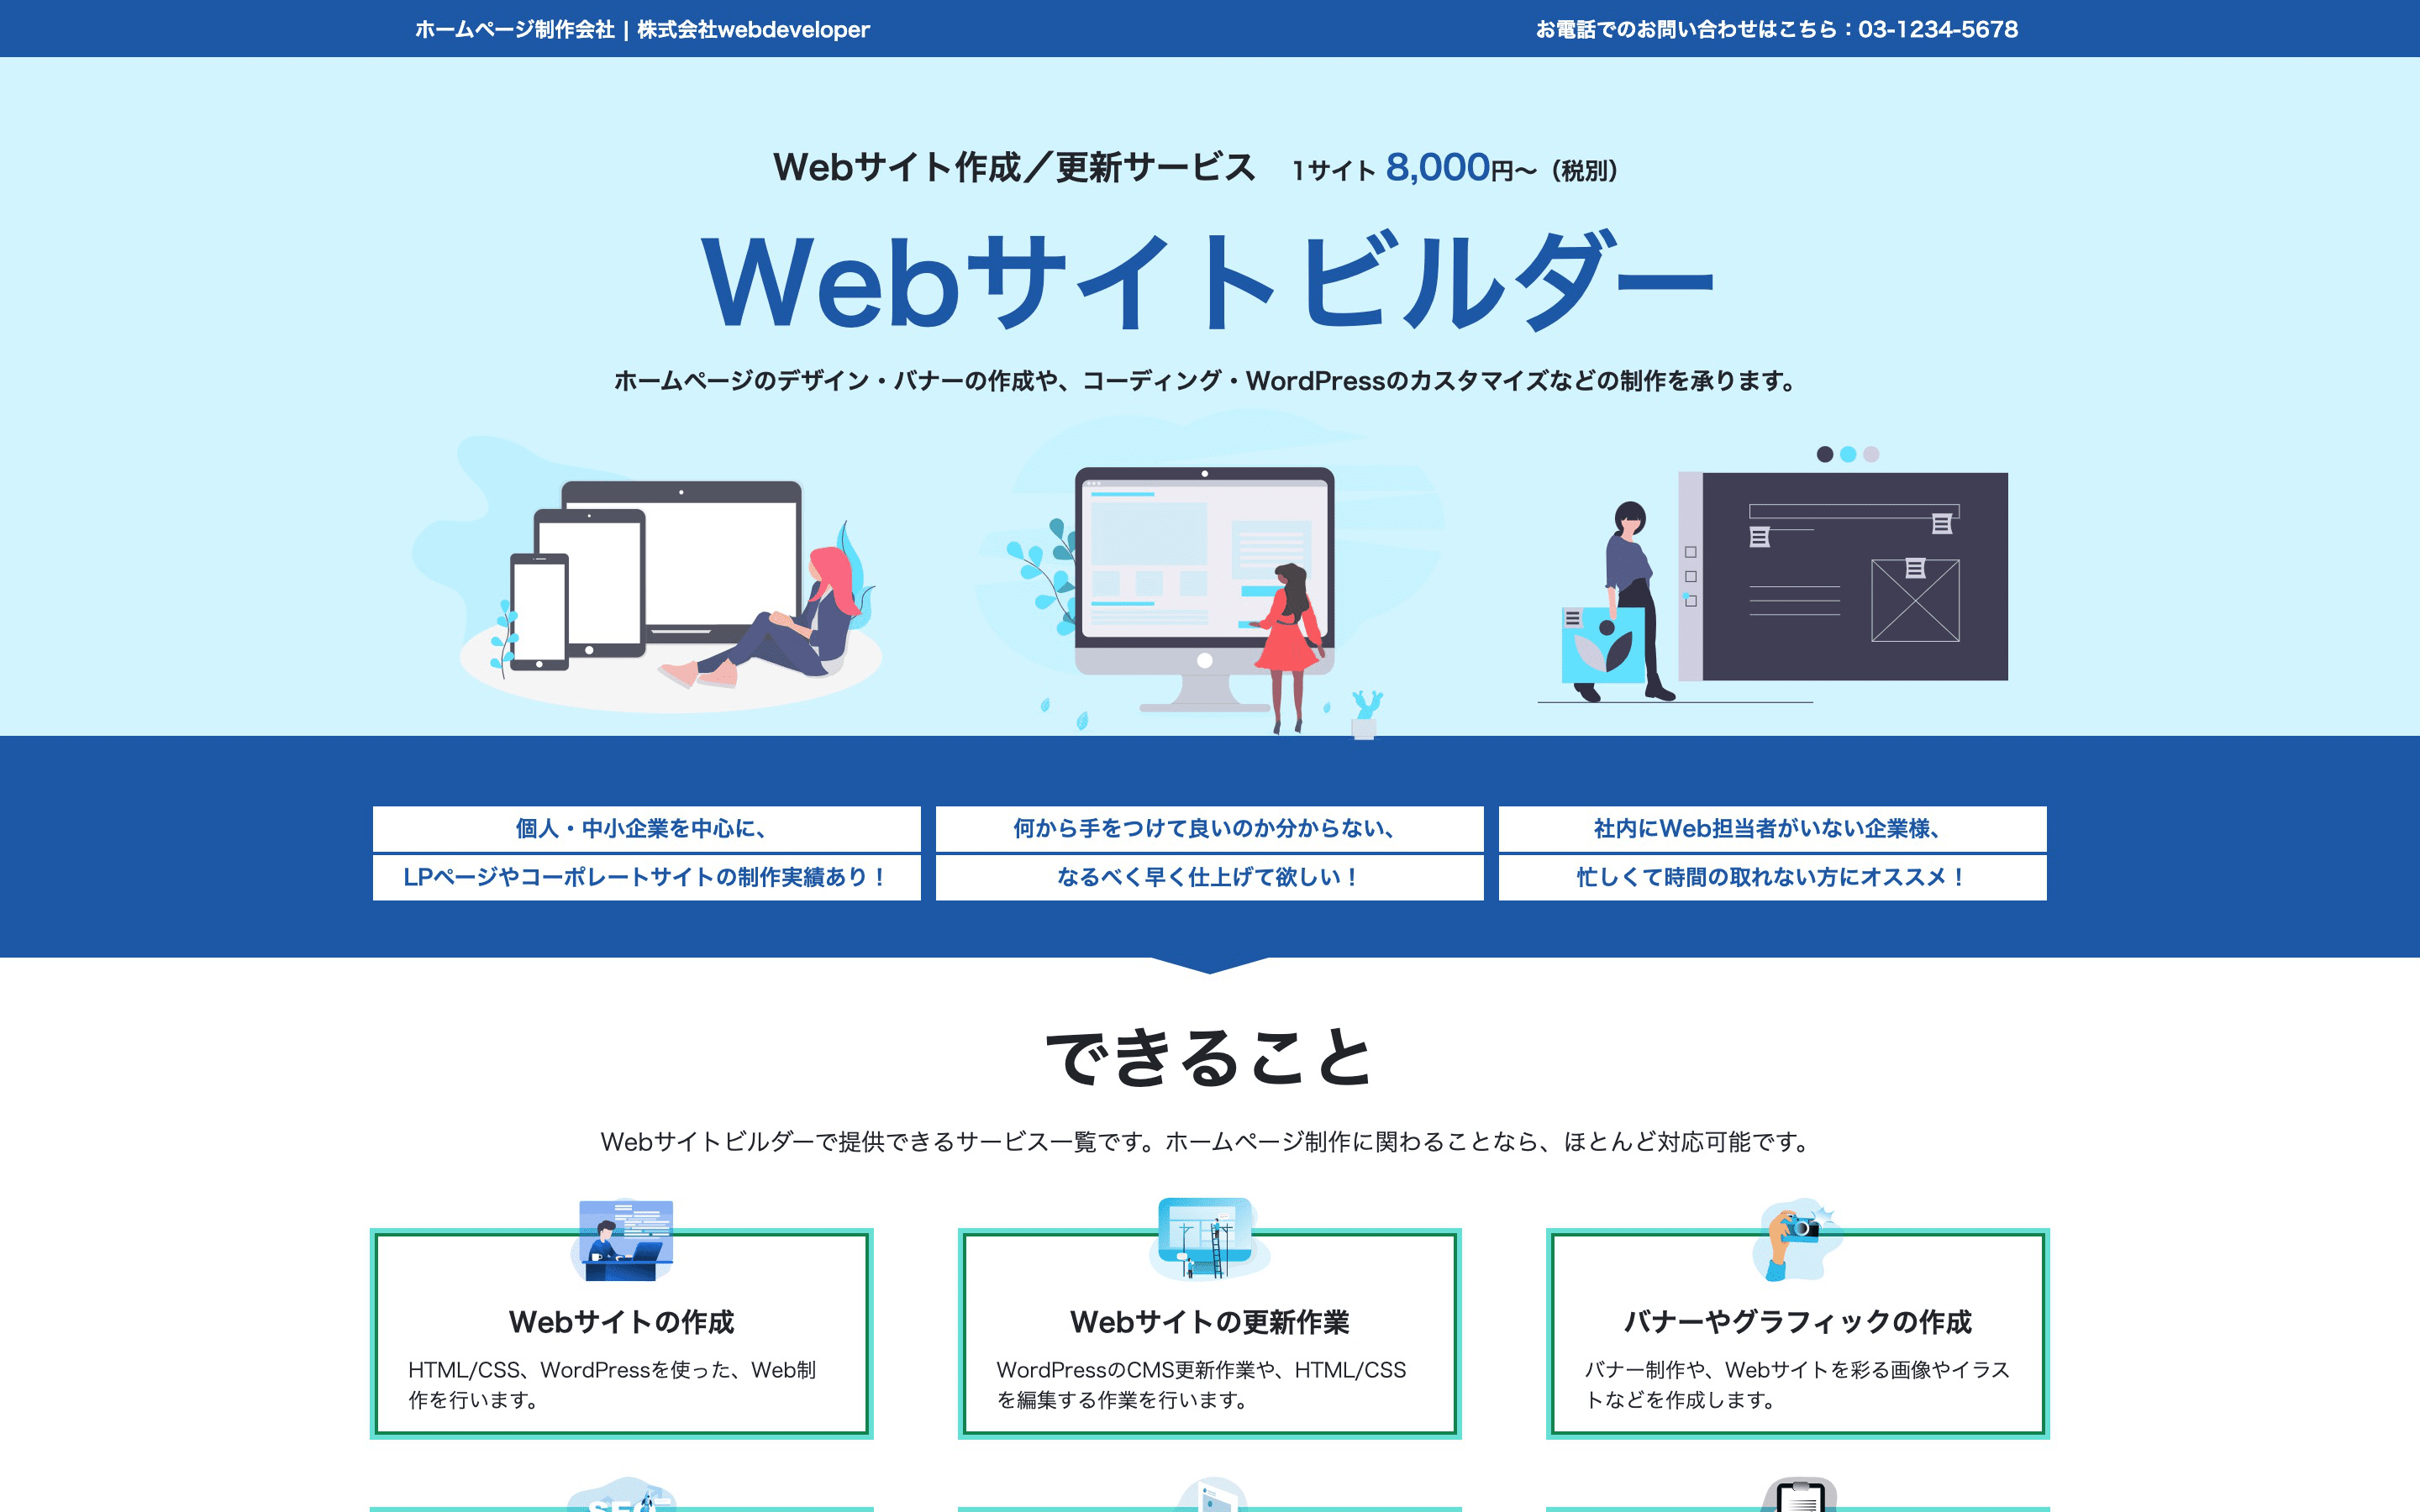 ホームページ制作会社 | 株式会社webdeveloper
お電話でのお問い合わせはこちら：03-1234-5678
Webサイト作成／更新サービス 1サイト 8,000円〜（税別）
Webサイトビルダー
ホームページのデザイン・バナーの作成や、コーディング・WordPressのカスタマイズなどの制作を承ります。
個人・中小企業を中心に、
LPページやコーポレートサイトの制作実績あり！
何から手をつけて良いのか分からない、
なるべく早く仕上げて欲しい！
社内にWeb担当者がいない企業様、
忙しくて時間の取れない方にオススメ！
できること
Webサイトビルダーで提供できるサービス一覧です。ホームページ制作に関わることなら、ほとんど対応可能です。
Webサイトの作成
HTML/CSS、WordPressを使った、Web制
作を行います。
Webサイトの更新作業
WordPressのCMS更新作業や、HTML/CSS
を編集する作業を行います。
バナーやグラフィックの作成
バナー制作や、Webサイトを彩る画像やイラス
トなどを作成します。
SEO